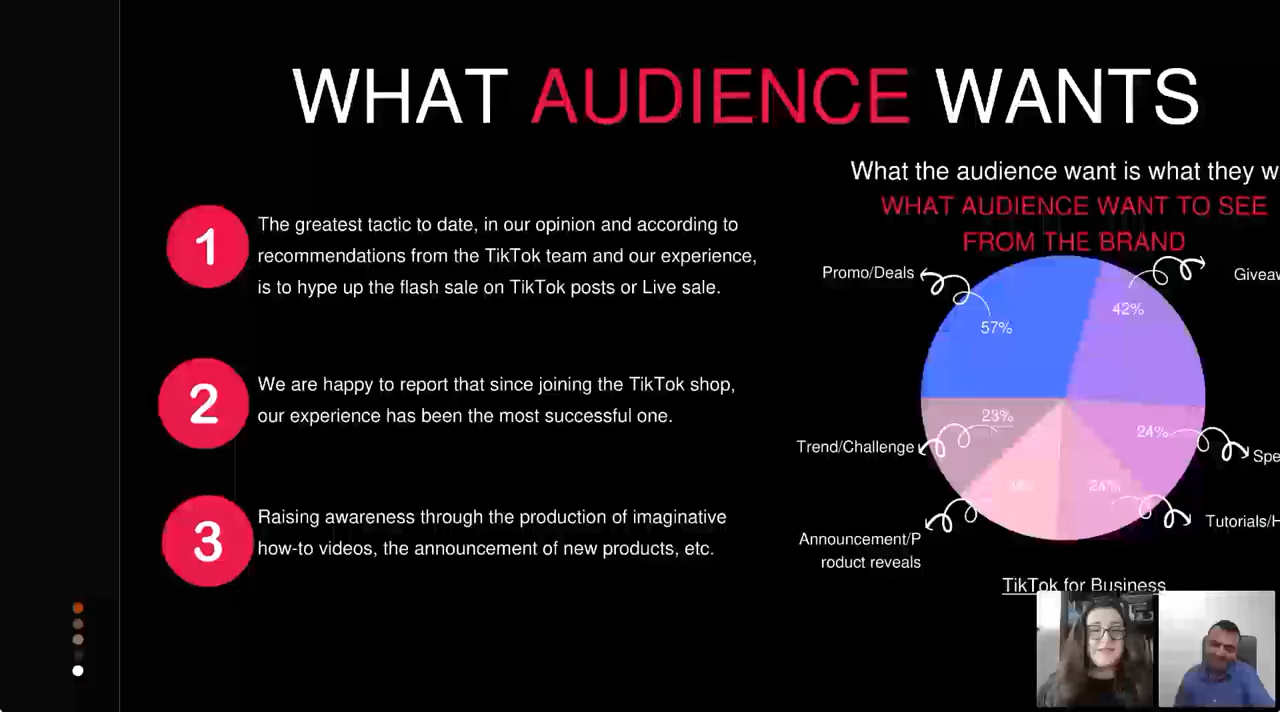 WHAT AUDIENCE WANTS
1
The greatest tactic to date, in our opinion and according to
recommendations from the TikTok team and our experience,
is to hype up the flash sale on TikTok posts or Live sale.
2
We are happy to report that since joining the TikTok shop,
our experience has been the most successful one.
3
Raising awareness through the production of imaginative
how-to videos, the announcement of new products, etc.
What the audience want is what they w
WHAT AUDIENCE WANT TO SEE
FROM THE BRAND
Promo/Deals
Giveaw
57%
42%
23%
24%
Trend/Challenge
Spe
24%
Tutorials/H
Announcement/P
roduct reveals
TikTok for Business